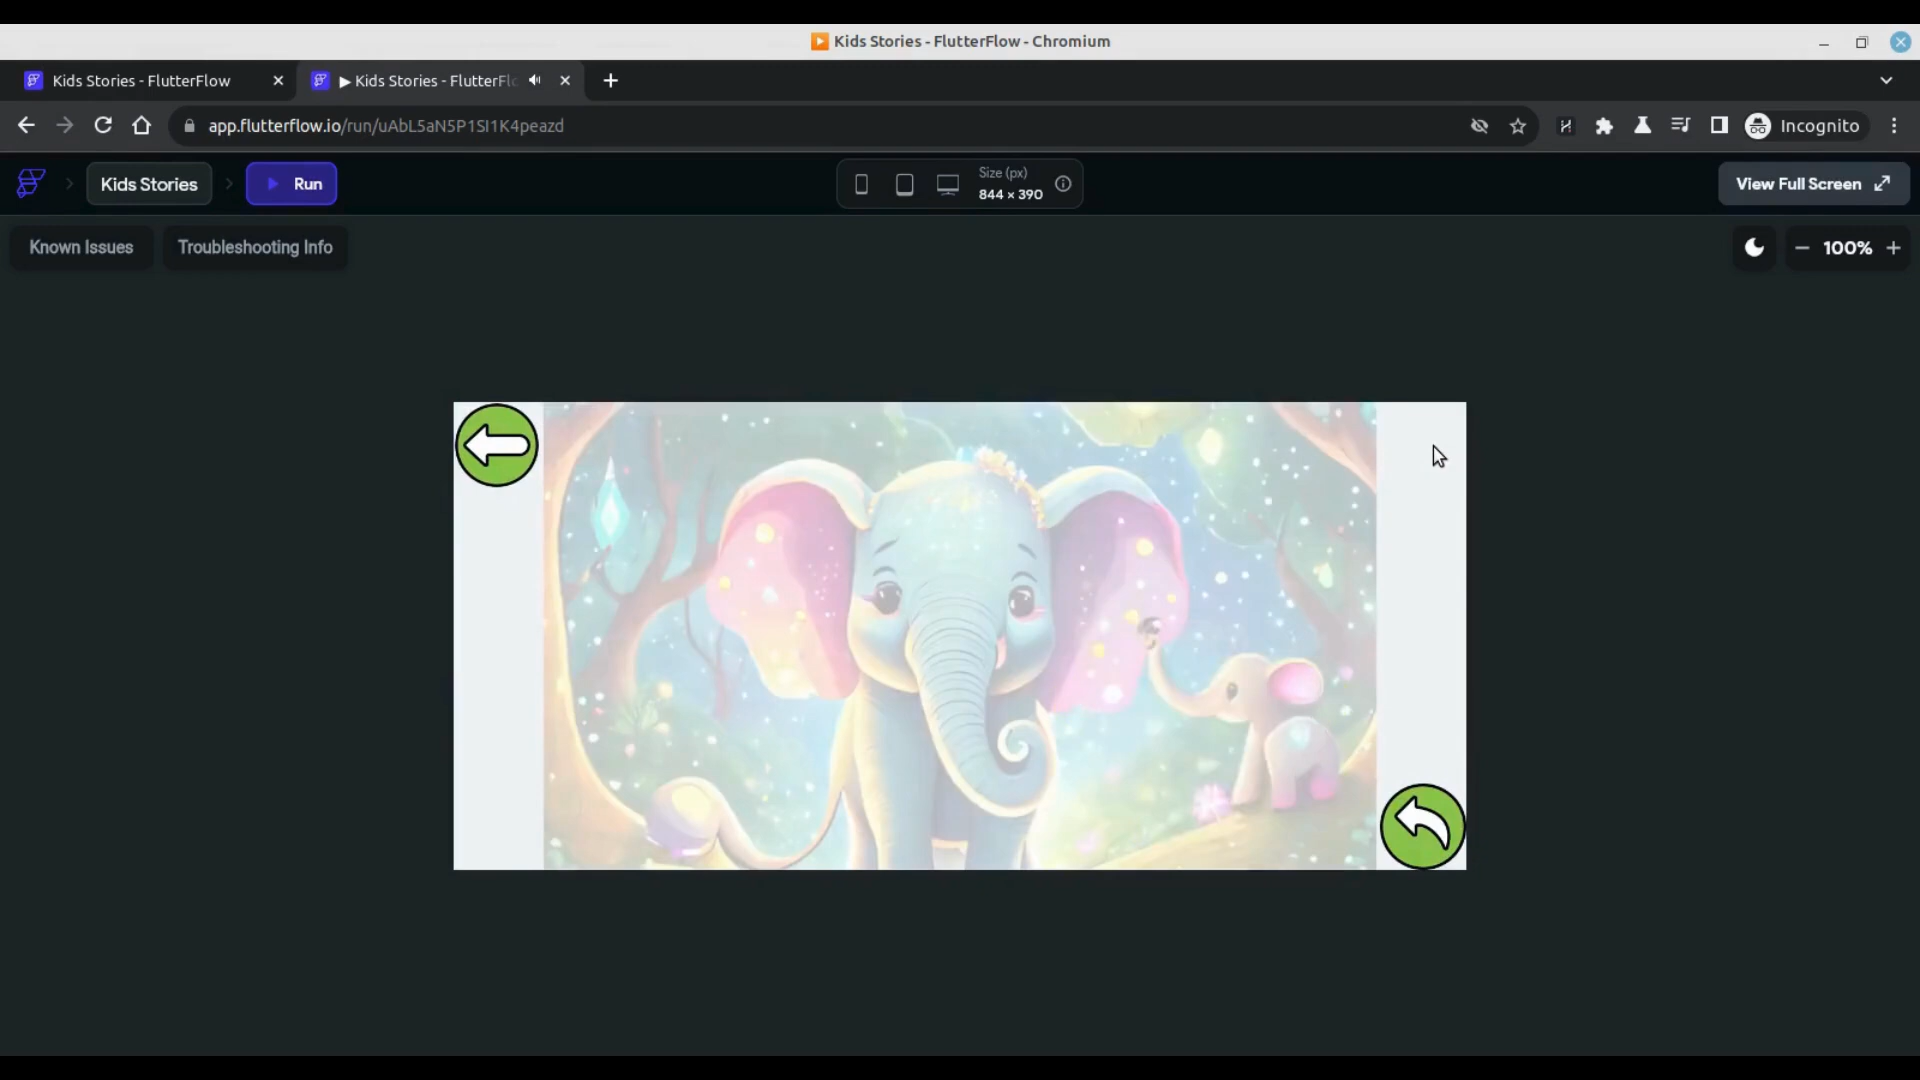 Kids Stories - FlutterFlow - Chromium
Kids Stories - FlutterFlow
Kids Stories - FlutterFl
app.flutterflow.io/run/uAbL5aN5P1SI1K4peazd
Incognito
Kids Stories
Run
Size (px)
844 × 390
View Full Screen
Known Issues
Troubleshooting Info
100%